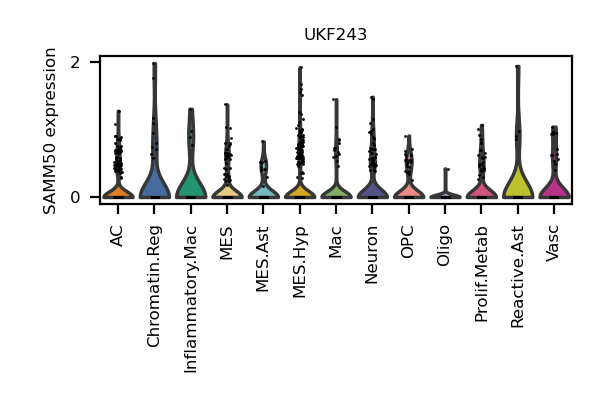 UKF243
SAMM50 expression
2
0
AC
Chromatin.Reg
Inflammatory.Mac
MES
MES.Ast
MES.Hyp
Mac
Neuron
OPC
Oligo
Prolif.Metab
Reactive.Ast
Vasc